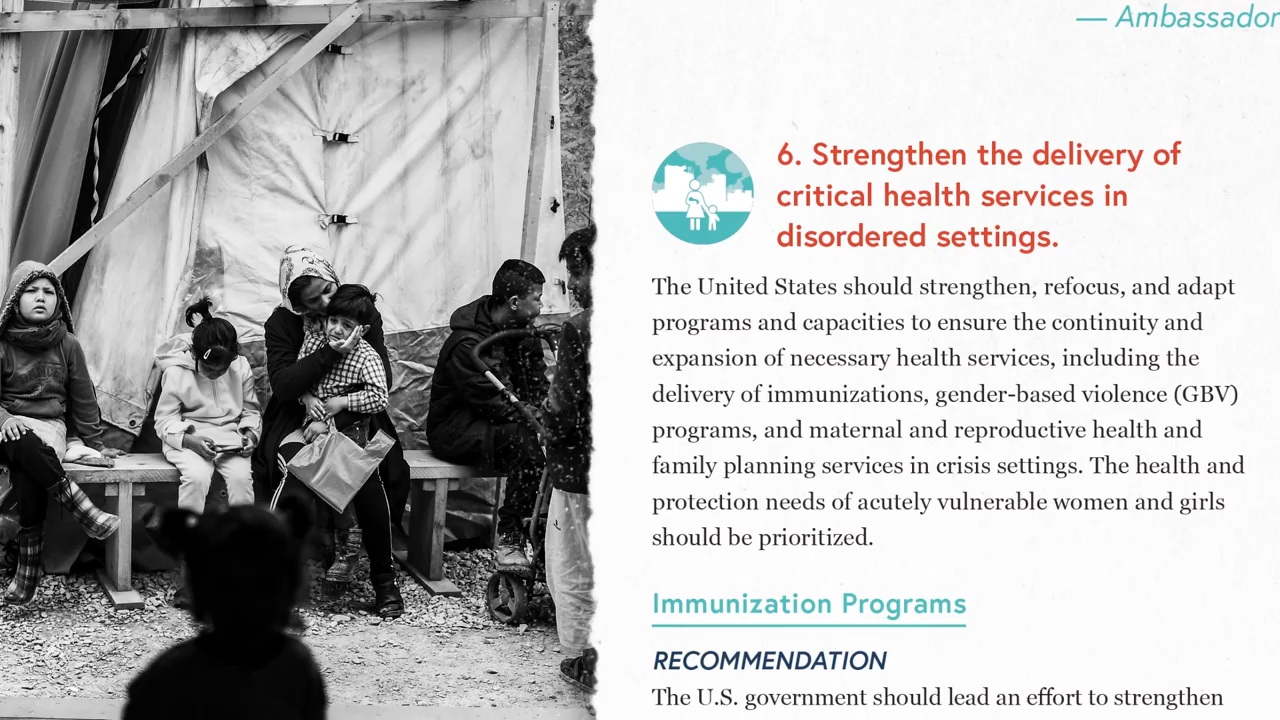 — Ambassador
6. Strengthen the delivery of
critical health services in
disordered settings.
The United States should strengthen, refocus, and adapt
programs and capacities to ensure the continuity and
expansion of necessary health services, including the
delivery of immunizations, gender-based violence (GBV)
programs, and maternal and reproductive health and
family planning services in crisis settings. The health and
protection needs of acutely vulnerable women and girls
should be prioritized.
Immunization Programs
RECOMMENDATION
The U.S. government should lead an effort to strengthen